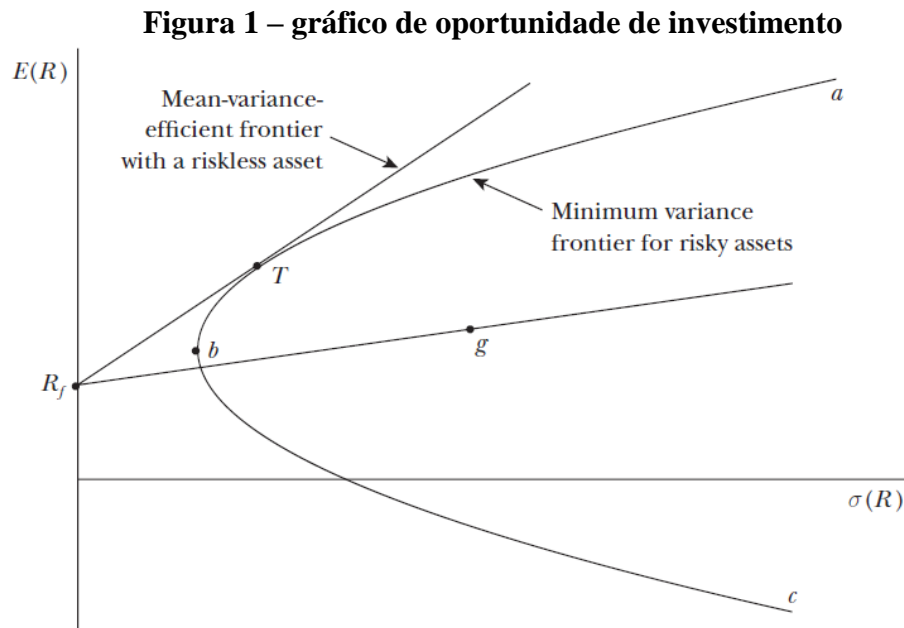 Figura 1 – gráfico de oportunidade de investimento
E(R)
Mean-variance-
efficient frontier
with a riskless asset
a
Minimum variance
frontier for risky assets
T
b
g
R_f
σ(R)
c